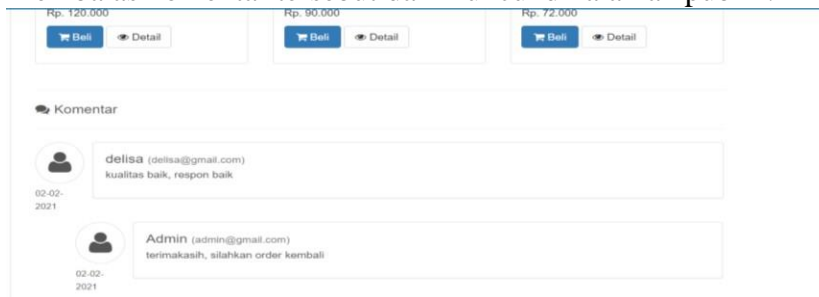 Rp. 120.000 Rp. 90.000 Rp. 72.000
Beli Detail Beli Detail Beli Detail
Komentar
delisa (delisa@gmail.com)
kualitas baik, respon baik
02-02-
2021
Admin (admin@gmail.com)
terimakasih, silahkan order kembali
02-02-
2021